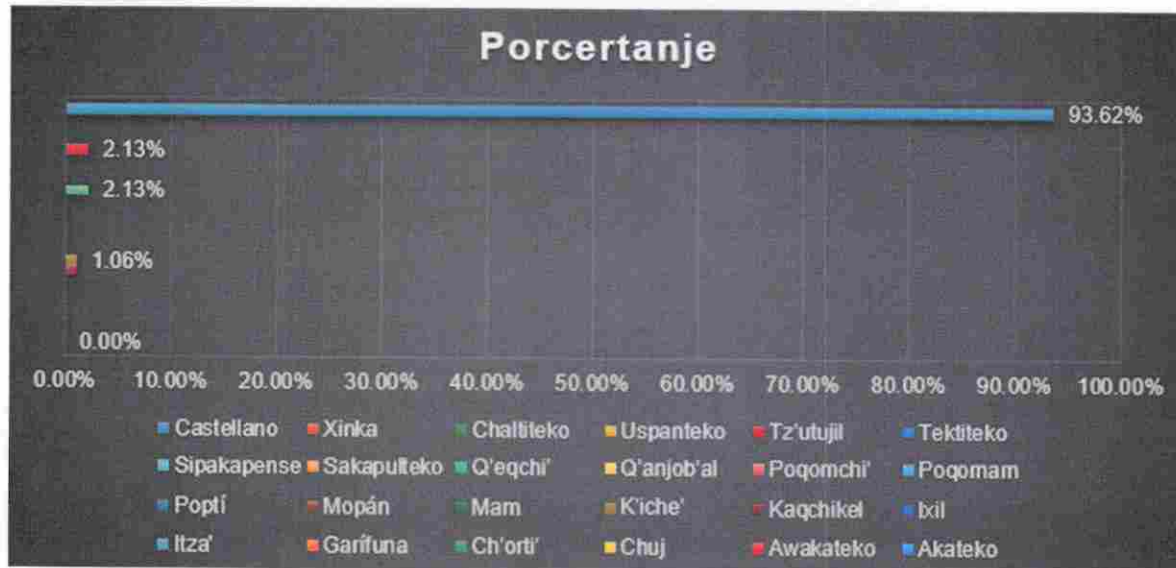 Porcertanje
93.62%
2.13%
2.13%
1.06%
0.00%
0.00% 10.00% 20.00% 30.00% 40.00% 50.00% 60.00% 70.00% 80.00% 90.00% 100.00%
Castellano Xinka Chaltiteko Uspanteko Tz'utujil Tektiteko
Sipakapense Sakapulteko Q'eqchi' Q'anjob'al Poqomchi' Poqomam
Poptí Mopán Mam K'iche' Kaqchikel Ixil
Itza' Garífuna Ch'orti' Chuj Awakateko Akateko